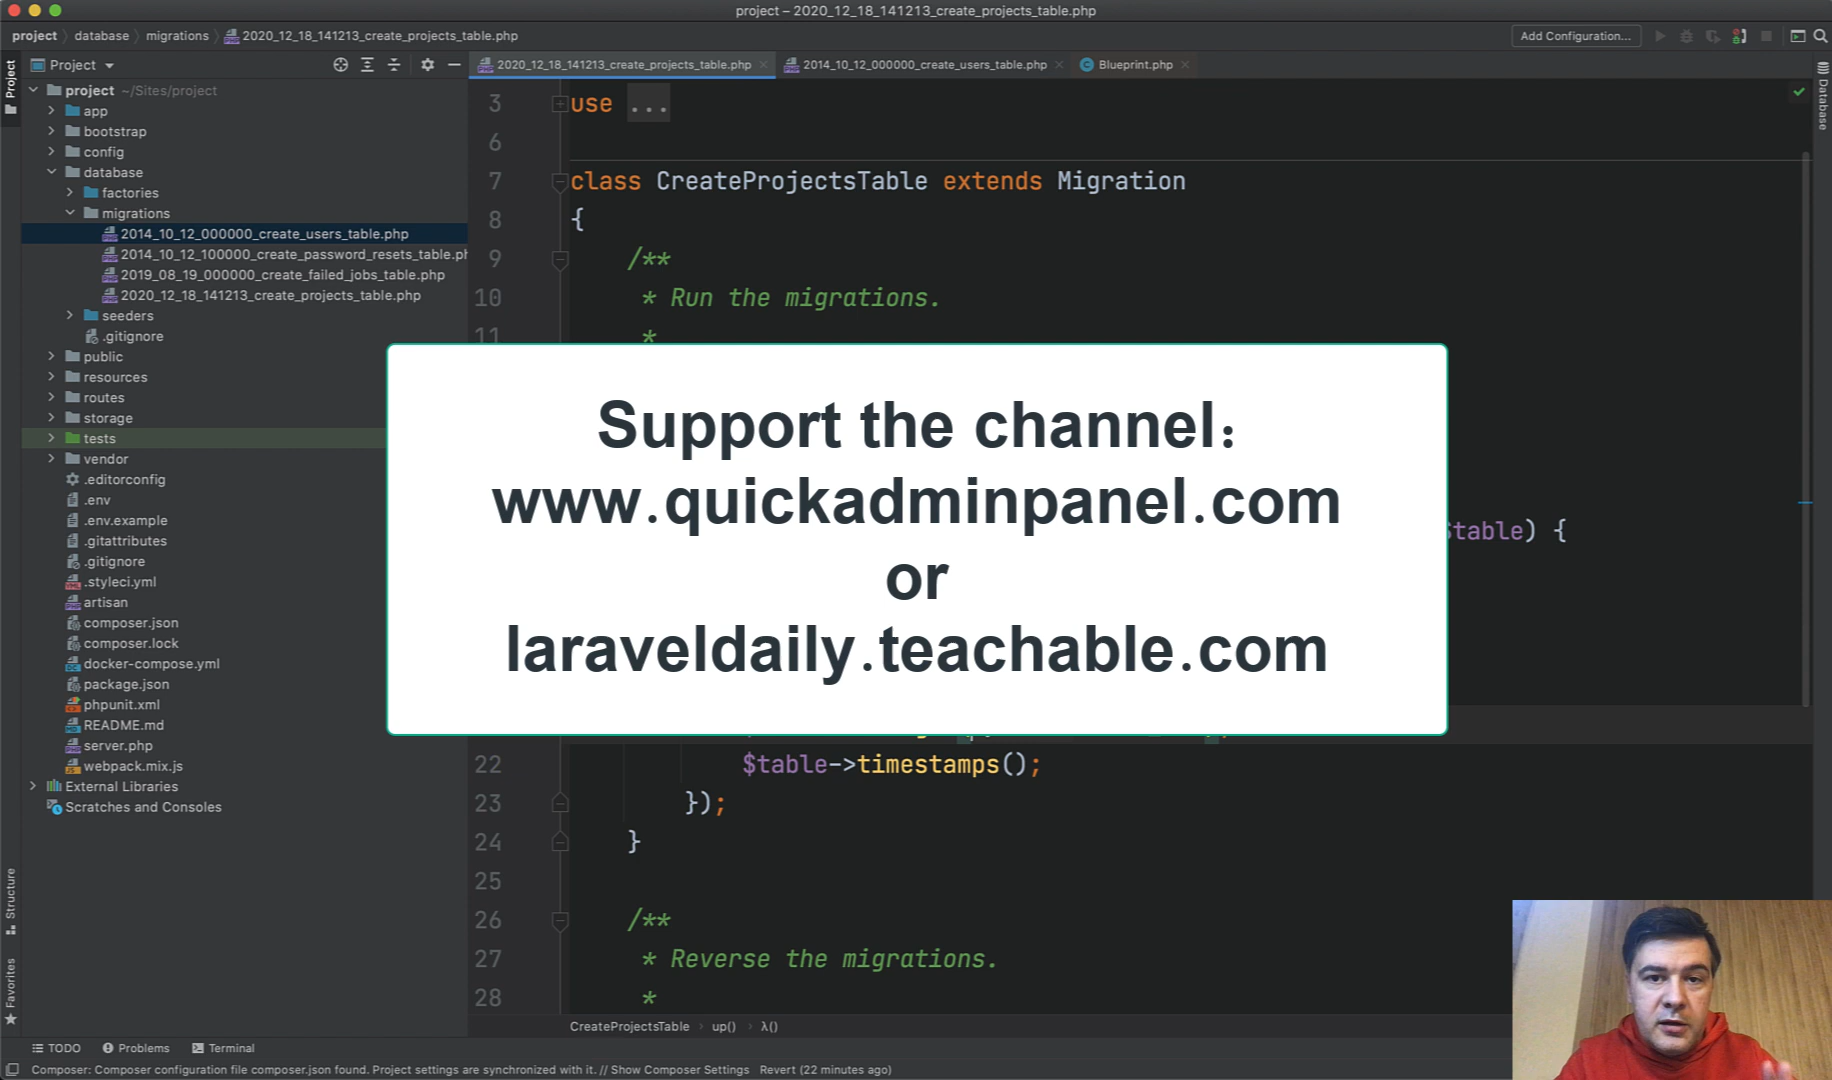 project – 2020_12_18_141213_create_projects_table.php
project database migrations 2020_12_18_141213_create_projects_table.php
Add Configuration...
Project
2020_12_18_141213_create_projects_table.php
2014_10_12_000000_create_users_table.php
Blueprint.php
Project
Database
project ~/Sites/project
app
bootstrap
config
database
factories
migrations
2014_10_12_000000_create_users_table.php
2014_10_12_100000_create_password_resets_table.ph
2019_08_19_000000_create_failed_jobs_table.php
2020_12_18_141213_create_projects_table.php
seeders
.gitignore
public
resources
routes
storage
tests
vendor
.editorconfig
.env
.env.example
.gitattributes
.gitignore
.styleci.yml
artisan
composer.json
composer.lock
docker-compose.yml
package.json
phpunit.xml
README.md
server.php
webpack.mix.js
External Libraries
Scratches and Consoles
Structure
Favorites
3 use ...
6
7 class CreateProjectsTable extends Migration
8 {
9 /**
10 * Run the migrations.
11 *
Support the channel:
www.quickadminpanel.com
or
laraveldaily.teachable.com
$table) {
22 $table->timestamps();
23 });
24 }
25
26 /**
27 * Reverse the migrations.
28 *
CreateProjectsTable up() λ()
TODO Problems Terminal
Composer: Composer configuration file composer.json found. Project settings are synchronized with it. // Show Composer Settings Revert (22 minutes ago)